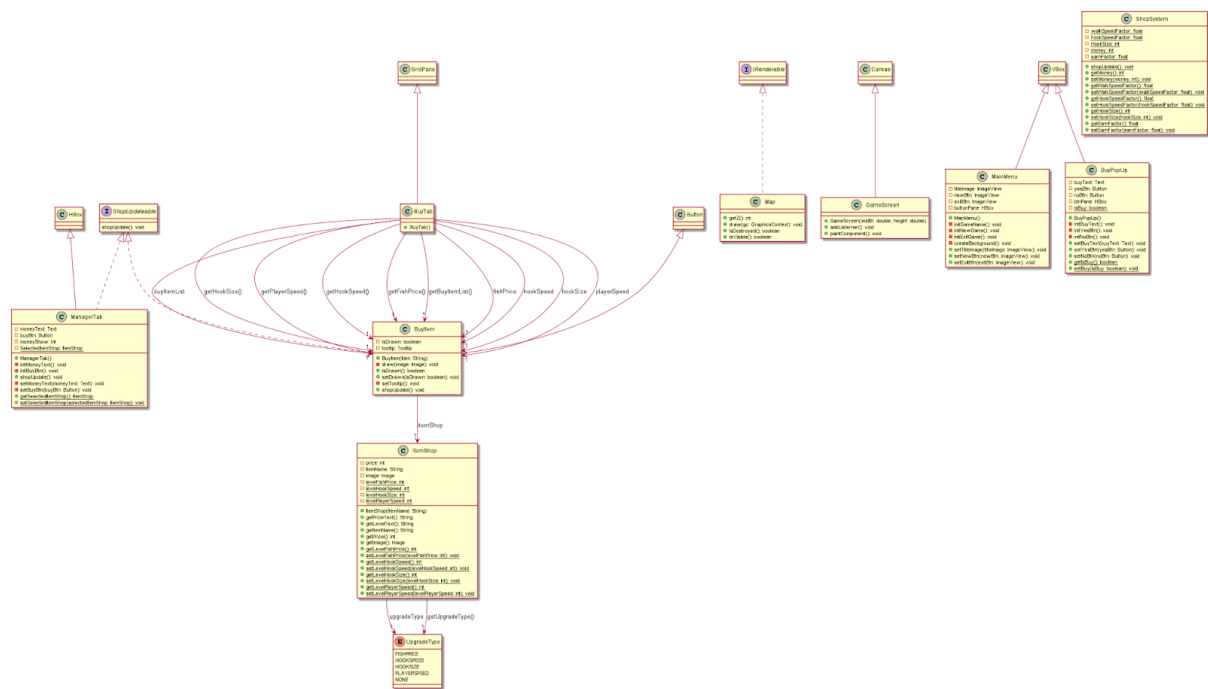 ShopSystem
walkSpeedFactor: float
hookSpeedFactor: float
HookSize: int
money: int
earnFactor: float
shopUpdate(): void
getMoney(): int
setMoney(money: int): void
getWalkSpeedFactor(): float
setWalkSpeedFactor(walkSpeedFactor: float): void
getHookSpeedFactor(): float
setHookSpeedFactor(hookSpeedFactor: float): void
getHookSize(): int
setHookSize(hookSize: int): void
getEarnFactor(): float
setEarnFactor(earnFactor: float): void
GridPane
IRenderable
Canvas
VBox
MainMenu
titleImage: ImageView
newBtn: ImageView
exitBtn: ImageView
buttonPane: HBox
MainMenu()
initGameName(): void
initNewGame(): void
initExitGame(): void
createBackground(): void
setTitleImage(titleImage: ImageView): void
setNewBtn(newBtn: ImageView): void
setExitBtn(exitBtn: ImageView): void
BuyPopUp
buyText: Text
yesBtn: Button
noBtn: Button
btnPane: HBox
isBuy: boolean
BuyPopUp()
initBuyText(): void
initYesBtn(): void
initNoBtn(): void
setBuyText(buyText: Text): void
setYesBtn(yesBtn: Button): void
setNoBtn(noBtn: Button): void
getIsBuy(): boolean
setBuy(isBuy: boolean): void
Map
getZ(): int
draw(gc: GraphicsContext): void
isDestroyed(): boolean
isVisible(): boolean
GameScreen
GameScreen(width: double, height: double)
addListerner(): void
paintComponent(): void
HBox
ShopUpdateable
shopUpdate(): void
BuyTab
BuyTab()
Button
buyItemList
getHookSize()
getPlayerSpeed()
getHookSpeed()
getFishPrice()
getBuyItemList()
fishPrice
hookSpeed
hookSize
playerSpeed
ManagerTab
moneyText: Text
buyBtn: Button
moneyShow: int
SelectedItemShop: ItemShop
ManagerTab()
initMoneyText(): void
initBuyBtn(): void
shopUpdate(): void
setMoneyText(moneyText: Text): void
setBuyBtn(buyBtn: Button): void
getSelectedItemShop(): ItemShop
setSelectedItemShop(selectedItemShop: ItemShop): void
BuyItem
isDrawn: boolean
tooltip: Tooltip
BuyItem(item: String)
draw(image: Image): void
isDrawn(): boolean
setDrawn(isDrawn: boolean): void
setTooltip(): void
shopUpdate(): void
itemShop
1
ItemShop
price: int
itemName: String
image: Image
levelFishPrice: int
levelHookSpeed: int
levelHookSize: int
levelPlayerSpeed: int
ItemShop(itemName: String)
getPriceText(): String
getLevelText(): String
getItemName(): String
getPrice(): int
getImage(): Image
getLevelFishPrice(): int
setLevelFishPrice(levelFishPrice: int): void
getLevelHookSpeed(): int
setLevelHookSpeed(levelHookSpeed: int): void
getLevelHookSize(): int
setLevelHookSize(levelHookSize: int): void
getLevelPlayerSpeed(): int
setLevelPlayerSpeed(levelPlayerSpeed: int): void
upgradeType
getUpgradeType()
1
UpgradeType
FISHPRICE
HOOKSPEED
HOOKSIZE
PLAYERSPEED
NONE